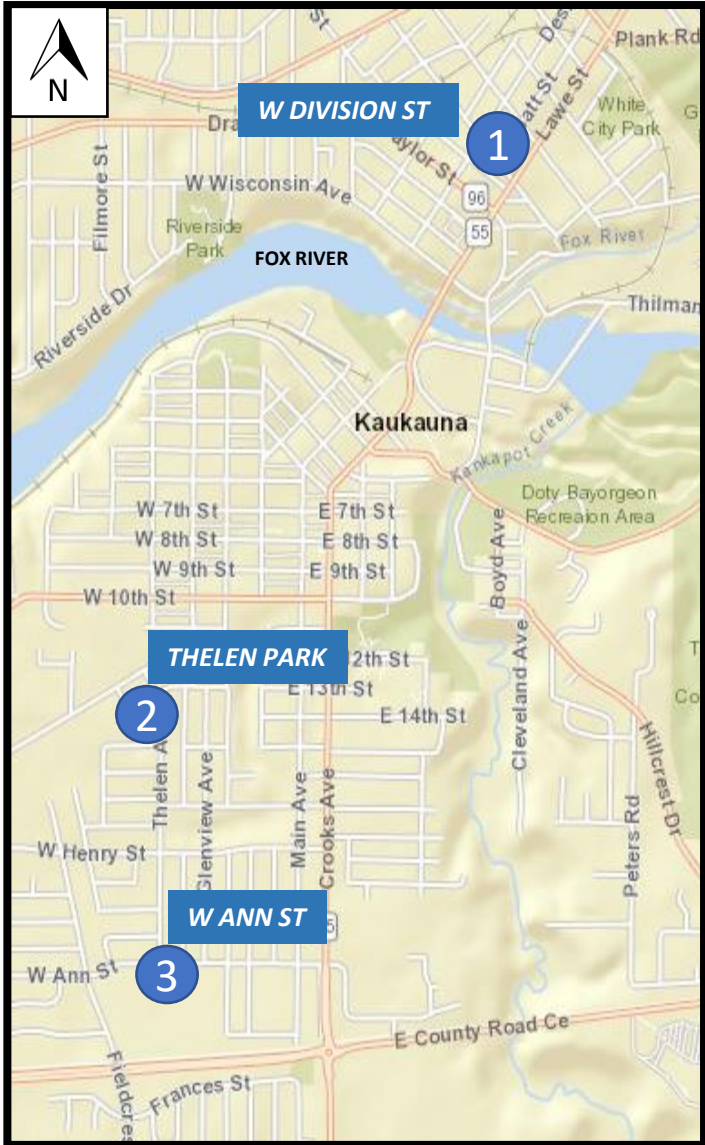 St
Plank Rd
N
W DIVISION ST
1
Lawe St
White
City Park
Filmore St
W Wisconsin Ave
96
Riverside
Park
55
Fox River
FOX RIVER
Riverside Dr
Kaukauna
Kankapot Creek
Doty Bayorgeon
Recreaion Area
W 7th St
E 7th St
W 8th St
E 8th St
W 9th St
E 9th St
Boyd Ave
W 10th St
THELEN PARK
2th St
E 13th St
2
E 14th St
Cleveland Ave
Hillcrest Dr
Thelen A
Glenview Ave
Main Ave
Crooks Ave
Peters Rd
W Henry St
W ANN ST
5
W Ann St
3
E County Road Ce
Frances St
Fieldcres